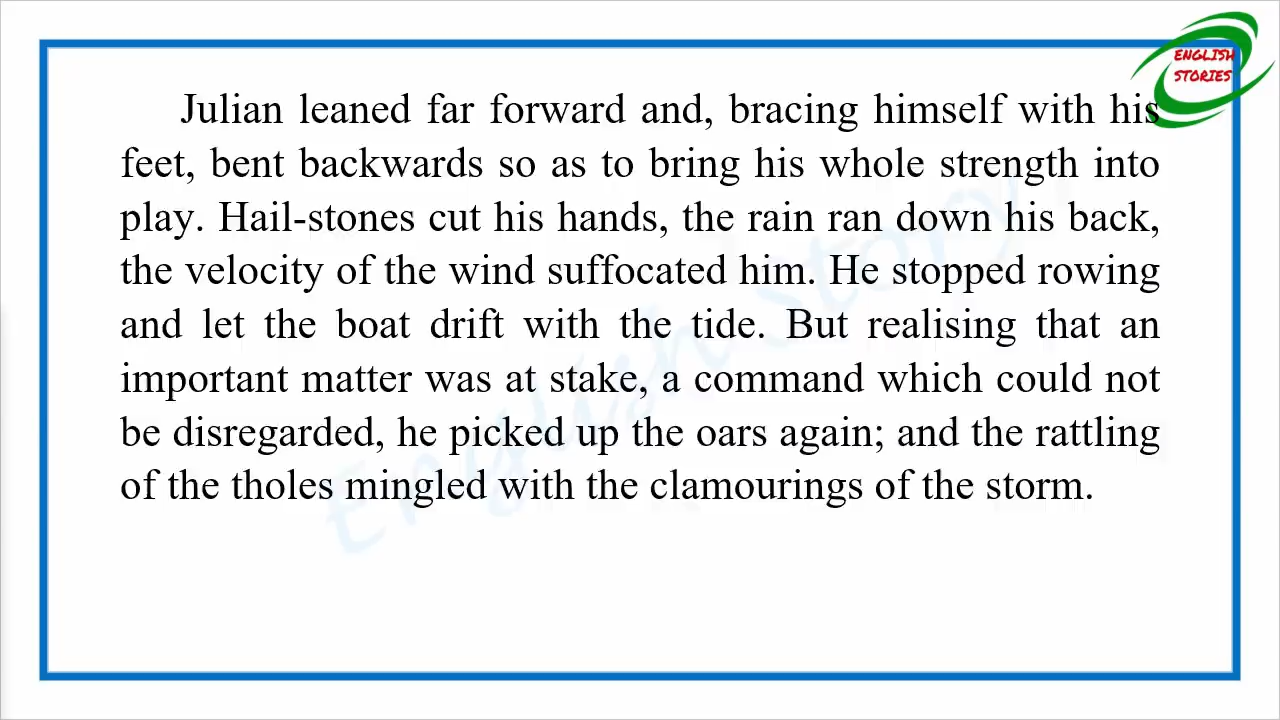 ENGLISH
STORIES
Julian leaned far forward and, bracing himself with his
feet, bent backwards so as to bring his whole strength into
play. Hail-stones cut his hands, the rain ran down his back,
the velocity of the wind suffocated him. He stopped rowing
and let the boat drift with the tide. But realising that an
important matter was at stake, a command which could not
be disregarded, he picked up the oars again; and the rattling
of the tholes mingled with the clamourings of the storm.
English Story